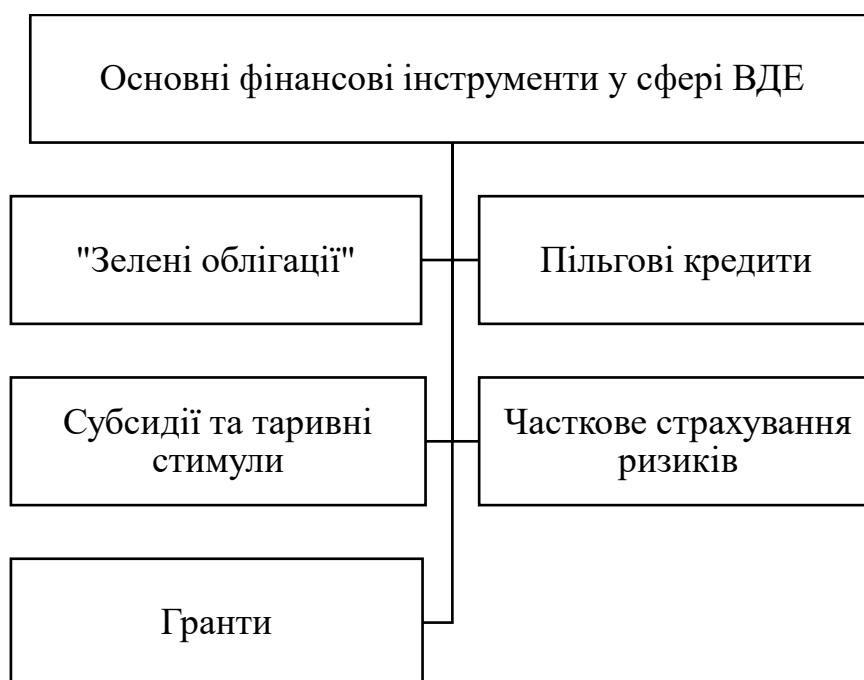 Основні фінансові інструменти у сфері ВДЕ
"Зелені облігації"
Пільгові кредити
Субсидії та таривні
стимули
Часткове страхування
ризиків
Гранти